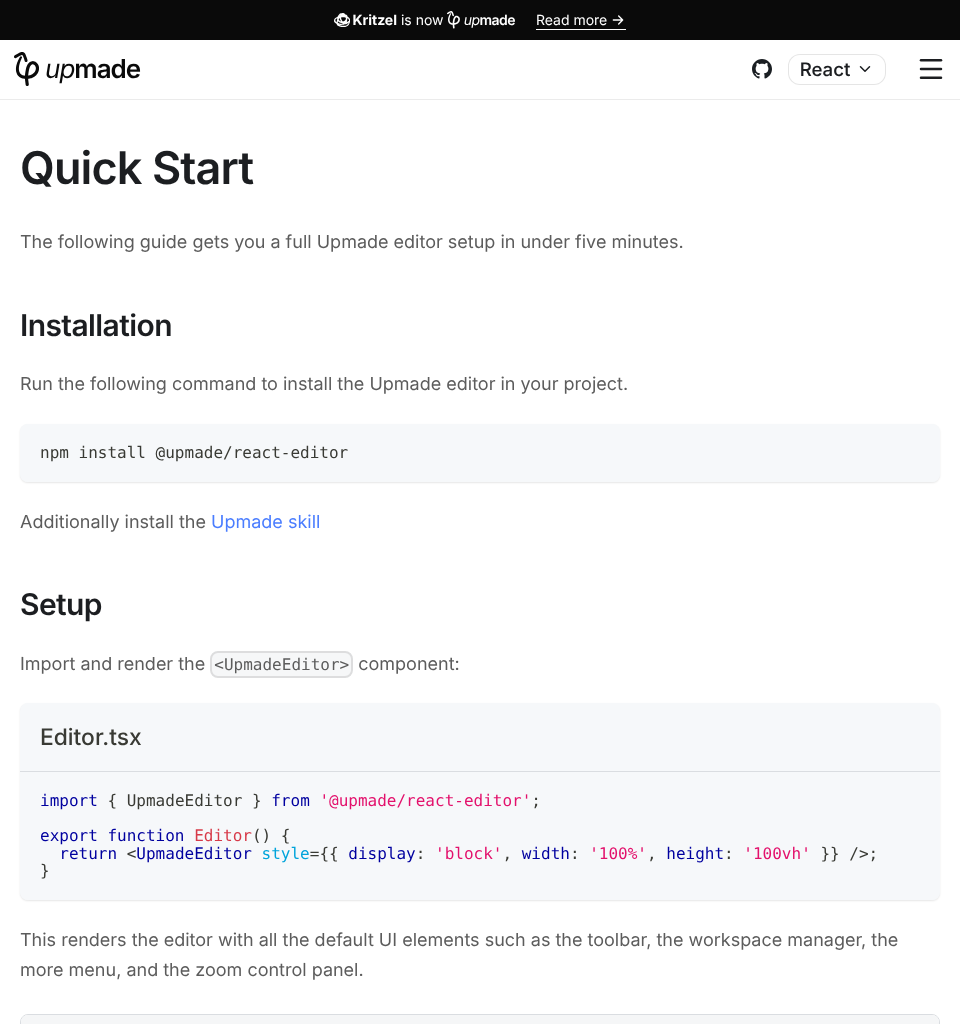 Kritzel is now upmade Read more →
upmade React
Quick Start
The following guide gets you a full Upmade editor setup in under five minutes.
Installation
Run the following command to install the Upmade editor in your project.
npm install @upmade/react-editor
Additionally install the Upmade skill
Setup
Import and render the <UpmadeEditor> component:
Editor.tsx
import { UpmadeEditor } from '@upmade/react-editor';
export function Editor() {
  return <UpmadeEditor style={{ display: 'block', width: '100%', height: '100vh' }} />;
}
This renders the editor with all the default UI elements such as the toolbar, the workspace manager, the
more menu, and the zoom control panel.